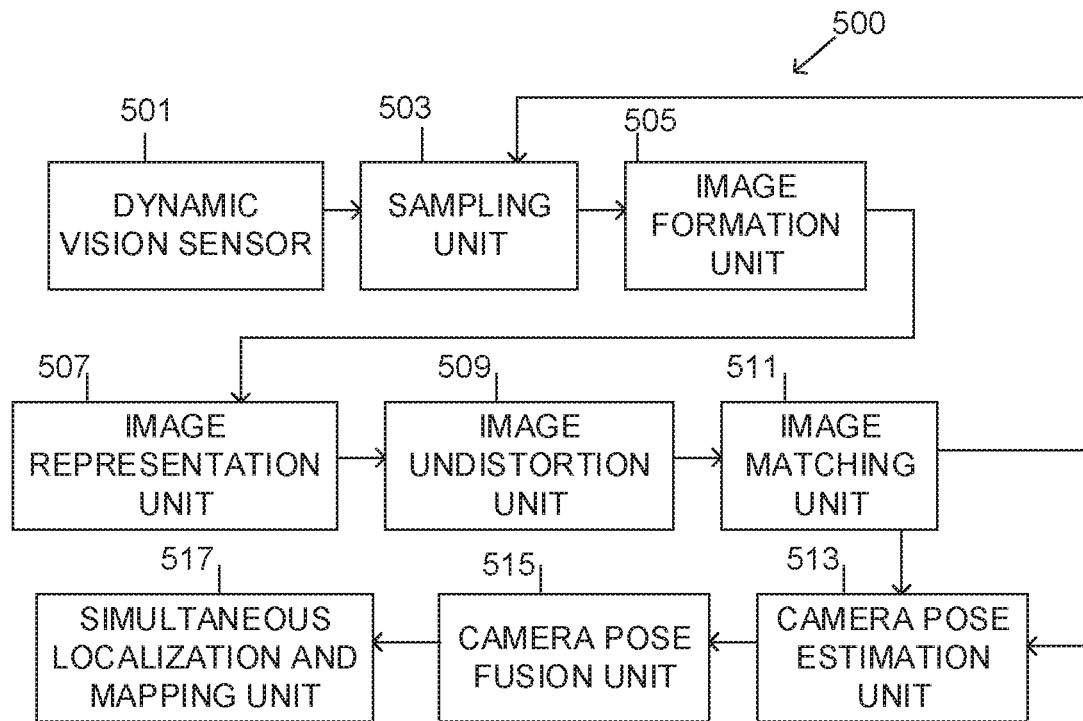 500
501
503
505
DYNAMIC
VISION SENSOR
SAMPLING
UNIT
IMAGE
FORMATION
UNIT
507
509
511
IMAGE
REPRESENTATION
UNIT
IMAGE
UNDISTORTION
UNIT
IMAGE
MATCHING
UNIT
517
515
513
SIMULTANEOUS
LOCALIZATION AND
MAPPING UNIT
CAMERA POSE
FUSION UNIT
CAMERA POSE
ESTIMATION
UNIT